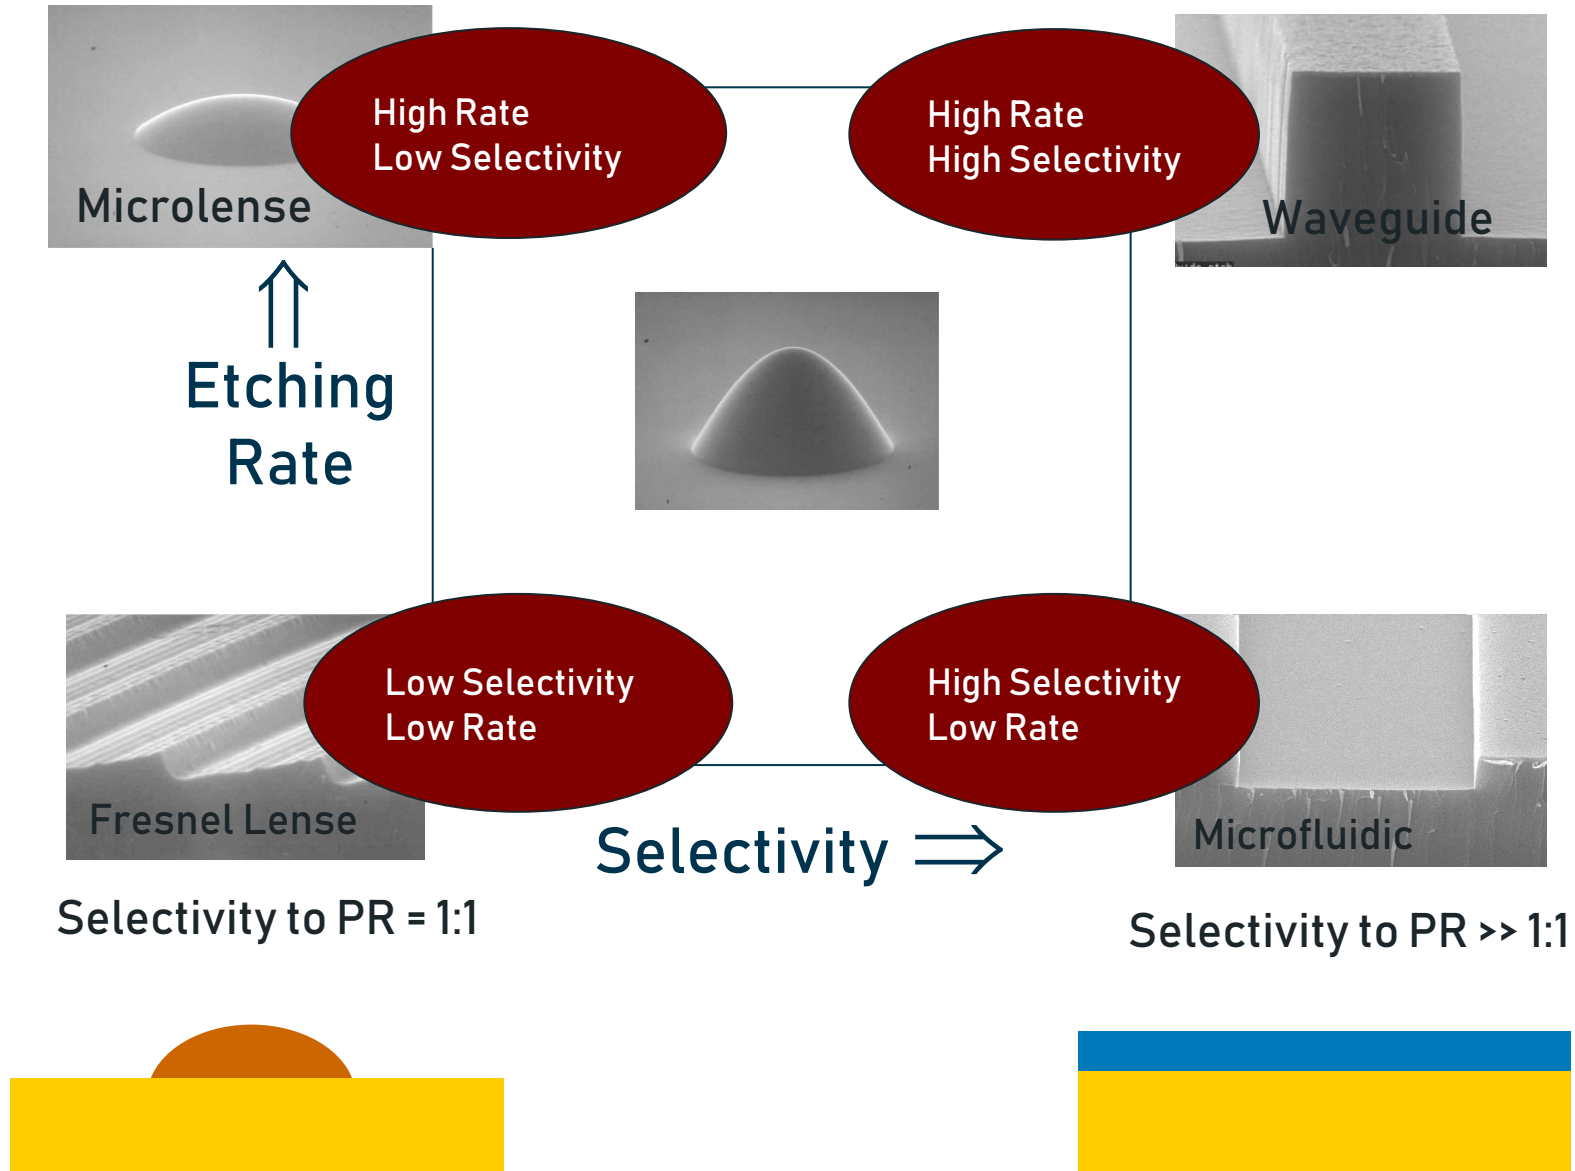 High Rate
Low Selectivity
Microlense
High Rate
High Selectivity
Waveguide
Etching
Rate
Low Selectivity
Low Rate
Fresnel Lense
High Selectivity
Low Rate
Microfluidic
Selectivity ⇒
Selectivity to PR = 1:1
Selectivity to PR >> 1:1